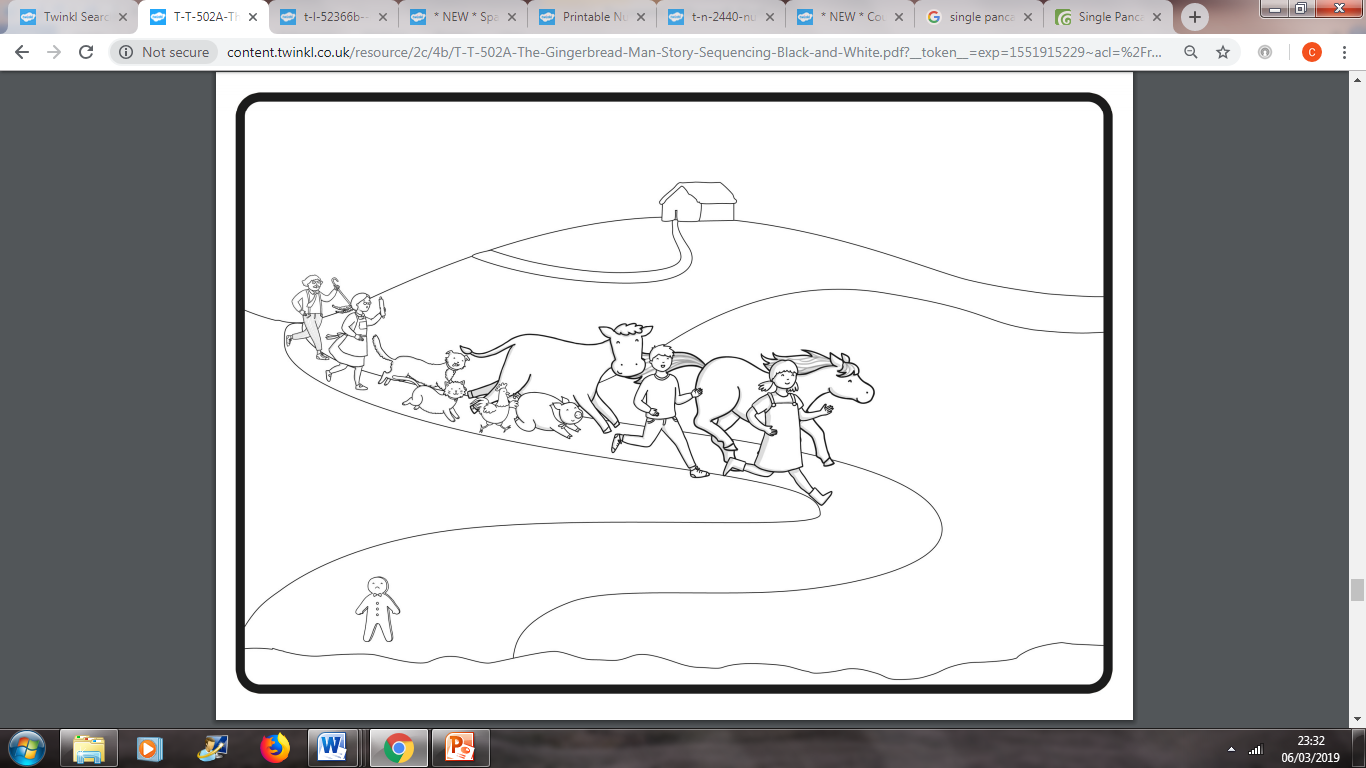 Twinkl Searc
T-T-502A-Th
t-l-52366b-
* NEW * Spa
Printable Nu
t-n-2440-nu
* NEW * Cou
single panca
Single Panca
Not secure
content.twinkl.co.uk/resource/2c/4b/T-T-502A-The-Gingerbread-Man-Story-Sequencing-Black-and-White.pdf?__token__=exp=1551915229~acl=%2Fr...
C
23:32
06/03/2019